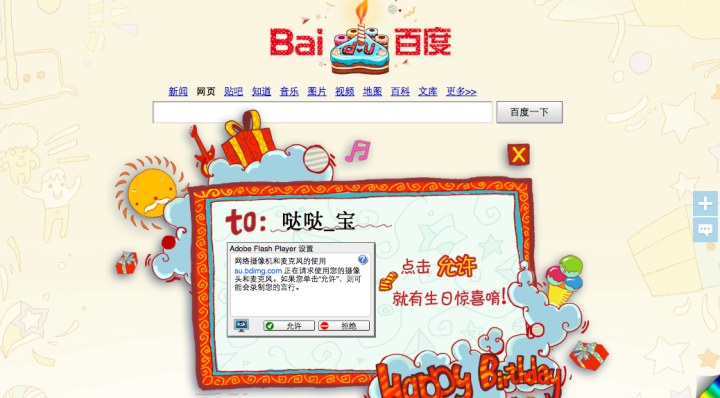 Bai du 百度
新闻 网页 贴吧 知道 音乐 图片 视频 地图 百科 文库 更多>>
百度一下
to: 哒哒_宝
Adobe Flash Player 设置
网络摄像机和麦克风的使用
su.bdimg.com 正在请求使用您的摄像
头和麦克风。如果您单击“允许”，则可
能会录制您的言行。
允许 拒绝
点击 允许
就有生日惊喜哨!
Happy Birthday